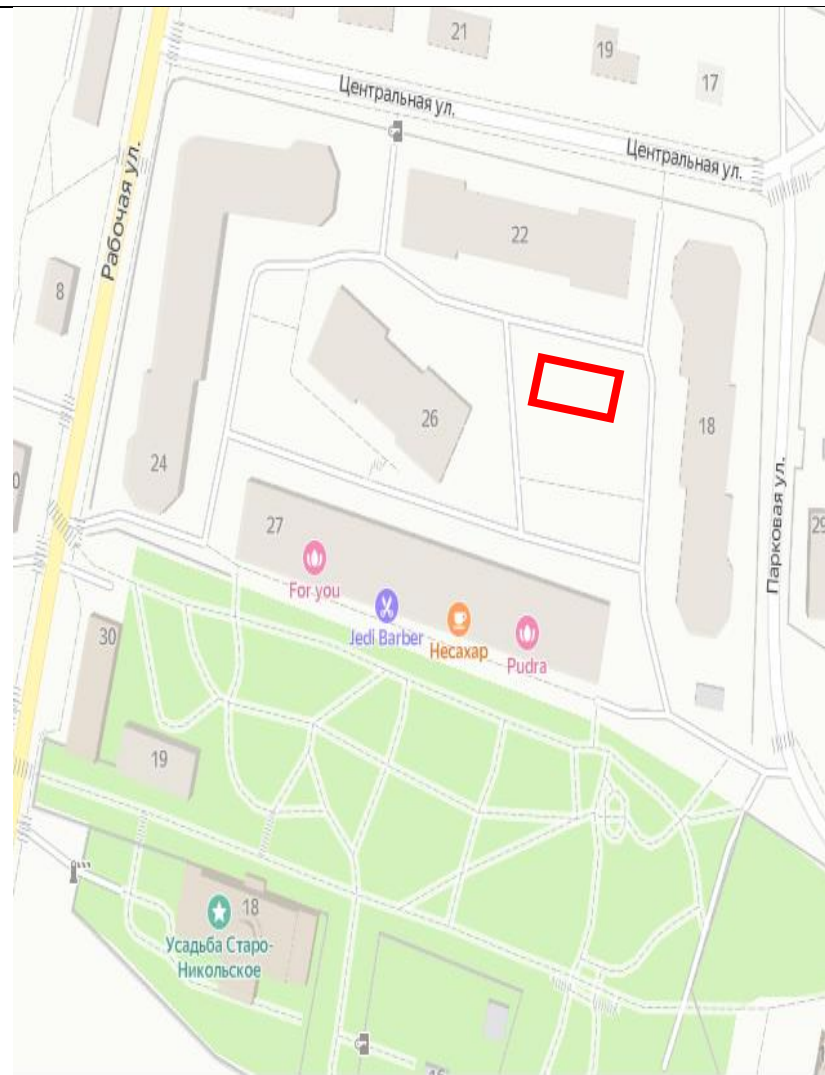 21
19
17
Центральная ул.
Центральная ул.
Рабочая ул.
22
8
26
18
24
Парковая ул.
27
29
For you
Jedi Barber
Несахар
Pudra
30
19
18
Усадьба Старо-
Никольское